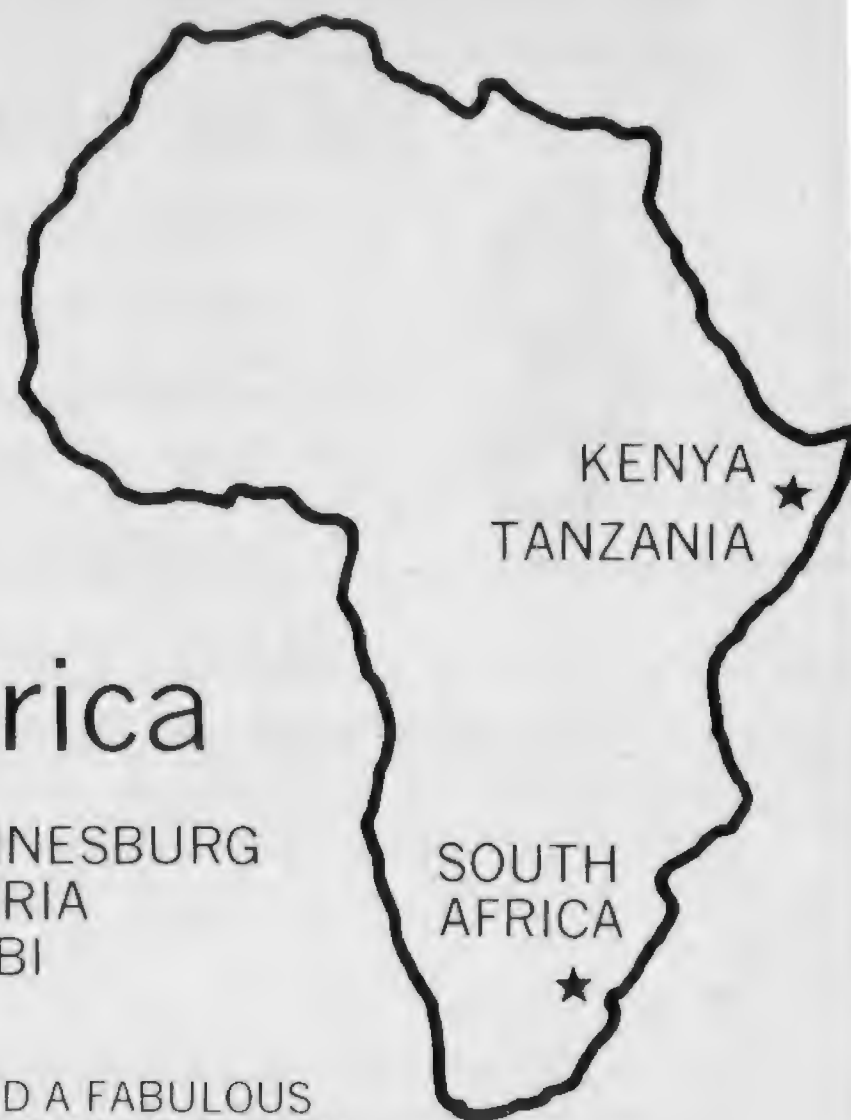 KENYA
TANZANIA
rica
NESBURG
RIA
BI
SOUTH
AFRICA
D A FABULOUS